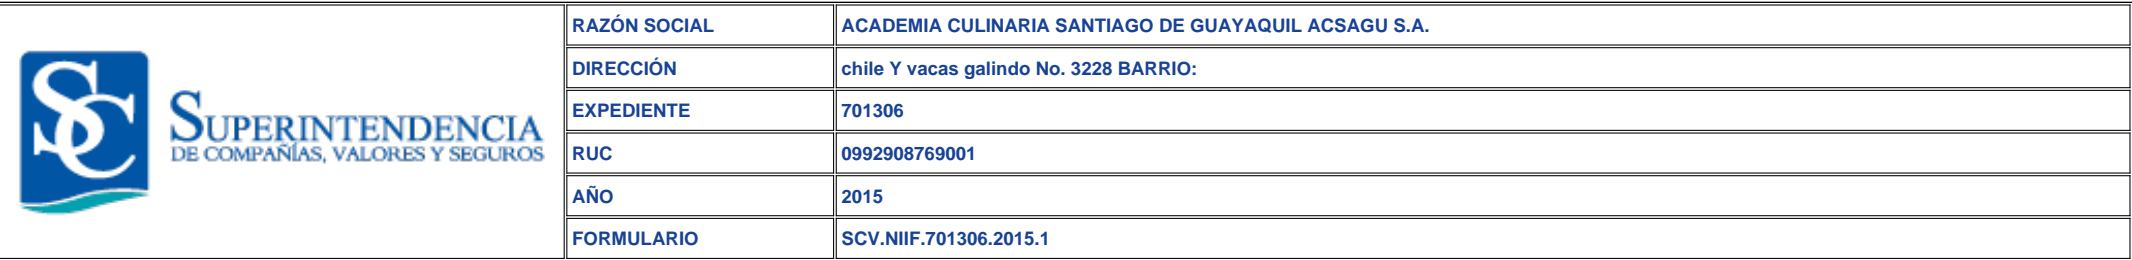 SC
SUPERINTENDENCIA
DE COMPAÑÍAS, VALORES Y SEGUROS
RAZÓN SOCIAL ACADEMIA CULINARIA SANTIAGO DE GUAYAQUIL ACSAGU S.A.
DIRECCIÓN chile Y vacas galindo No. 3228 BARRIO:
EXPEDIENTE 701306
RUC 0992908769001
AÑO 2015
FORMULARIO SCV.NIIF.701306.2015.1